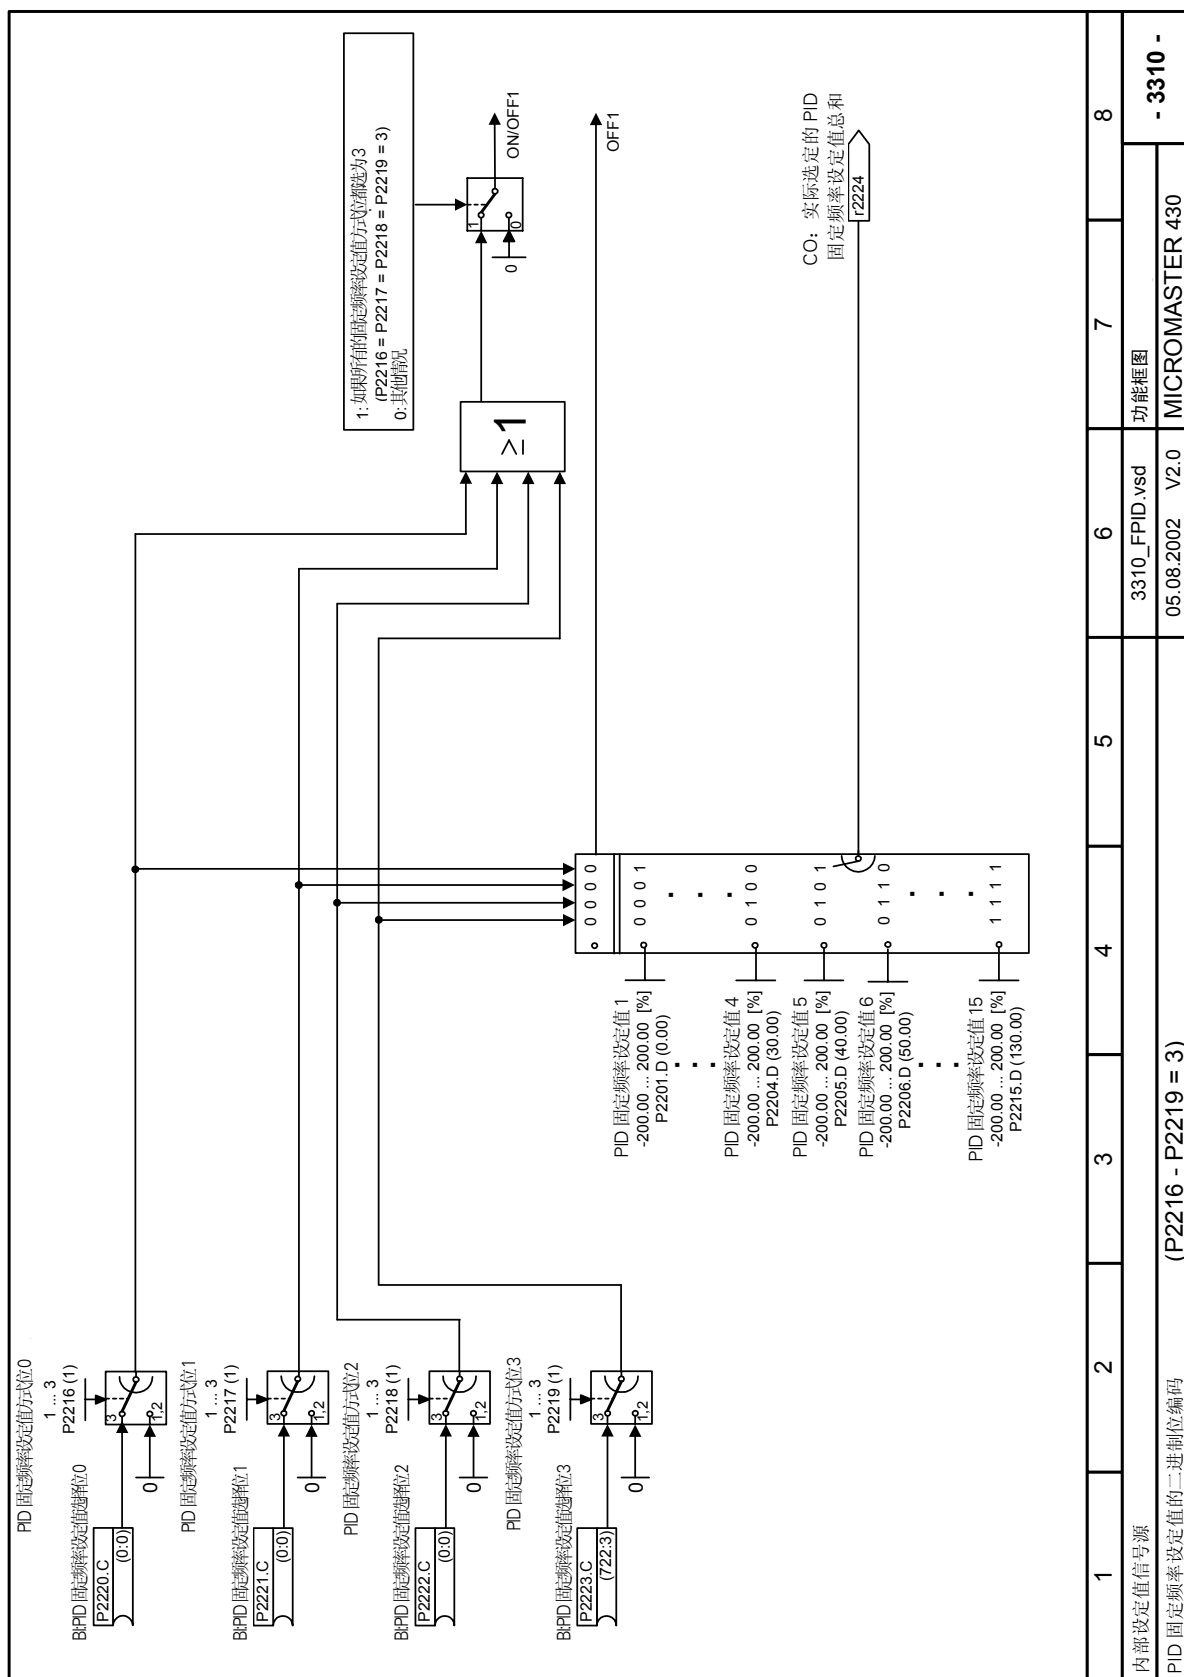 PID 固定频率设定值方式位0
1 ... 3
P2216 (1)
BI:PID 固定频率设定值选择位0
P2220.C
(0:0)
3
1,2
0
PID 固定频率设定值方式位1
1 ... 3
P2217 (1)
BI:PID 固定频率设定值选择位1
P2221.C
(0:0)
3
1,2
0
PID 固定频率设定值方式位2
1 ... 3
P2218 (1)
BI:PID 固定频率设定值选择位2
P2222.C
(0:0)
3
1,2
0
PID 固定频率设定值方式位3
1 ... 3
P2219 (1)
BI:PID 固定频率设定值选择位3
P2223.C
(722:3)
3
1,2
0
1: 如果所有的固定频率设定值方式位都选为3
(P2216 = P2217 = P2218 = P2219 = 3)
0: 其他情况
≥1
1
0
0
ON/OFF1
OFF1
0 0 0 0
0 0 0 1
. . .
0 1 0 0
0 1 0 1
0 1 1 0
. . .
1 1 1 1
PID 固定频率设定值 1
-200.00 ... 200.00 [%]
P2201.D (0.00)
. . .
PID 固定频率设定值 4
-200.00 ... 200.00 [%]
P2204.D (30.00)
PID 固定频率设定值 5
-200.00 ... 200.00 [%]
P2205.D (40.00)
PID 固定频率设定值 6
-200.00 ... 200.00 [%]
P2206.D (50.00)
. . .
PID 固定频率设定值 15
-200.00 ... 200.00 [%]
P2215.D (130.00)
CO: 实际选定的 PID
固定频率设定值总和
r2224
1 2 3 4 5 6 7 8
内部设定值信号源
3310_FPID.vsd
功能框图
- 3310 -
PID 固定频率设定值的二进制位编码
(P2216 - P2219 = 3)
05.08.2002 V2.0
MICROMASTER 430